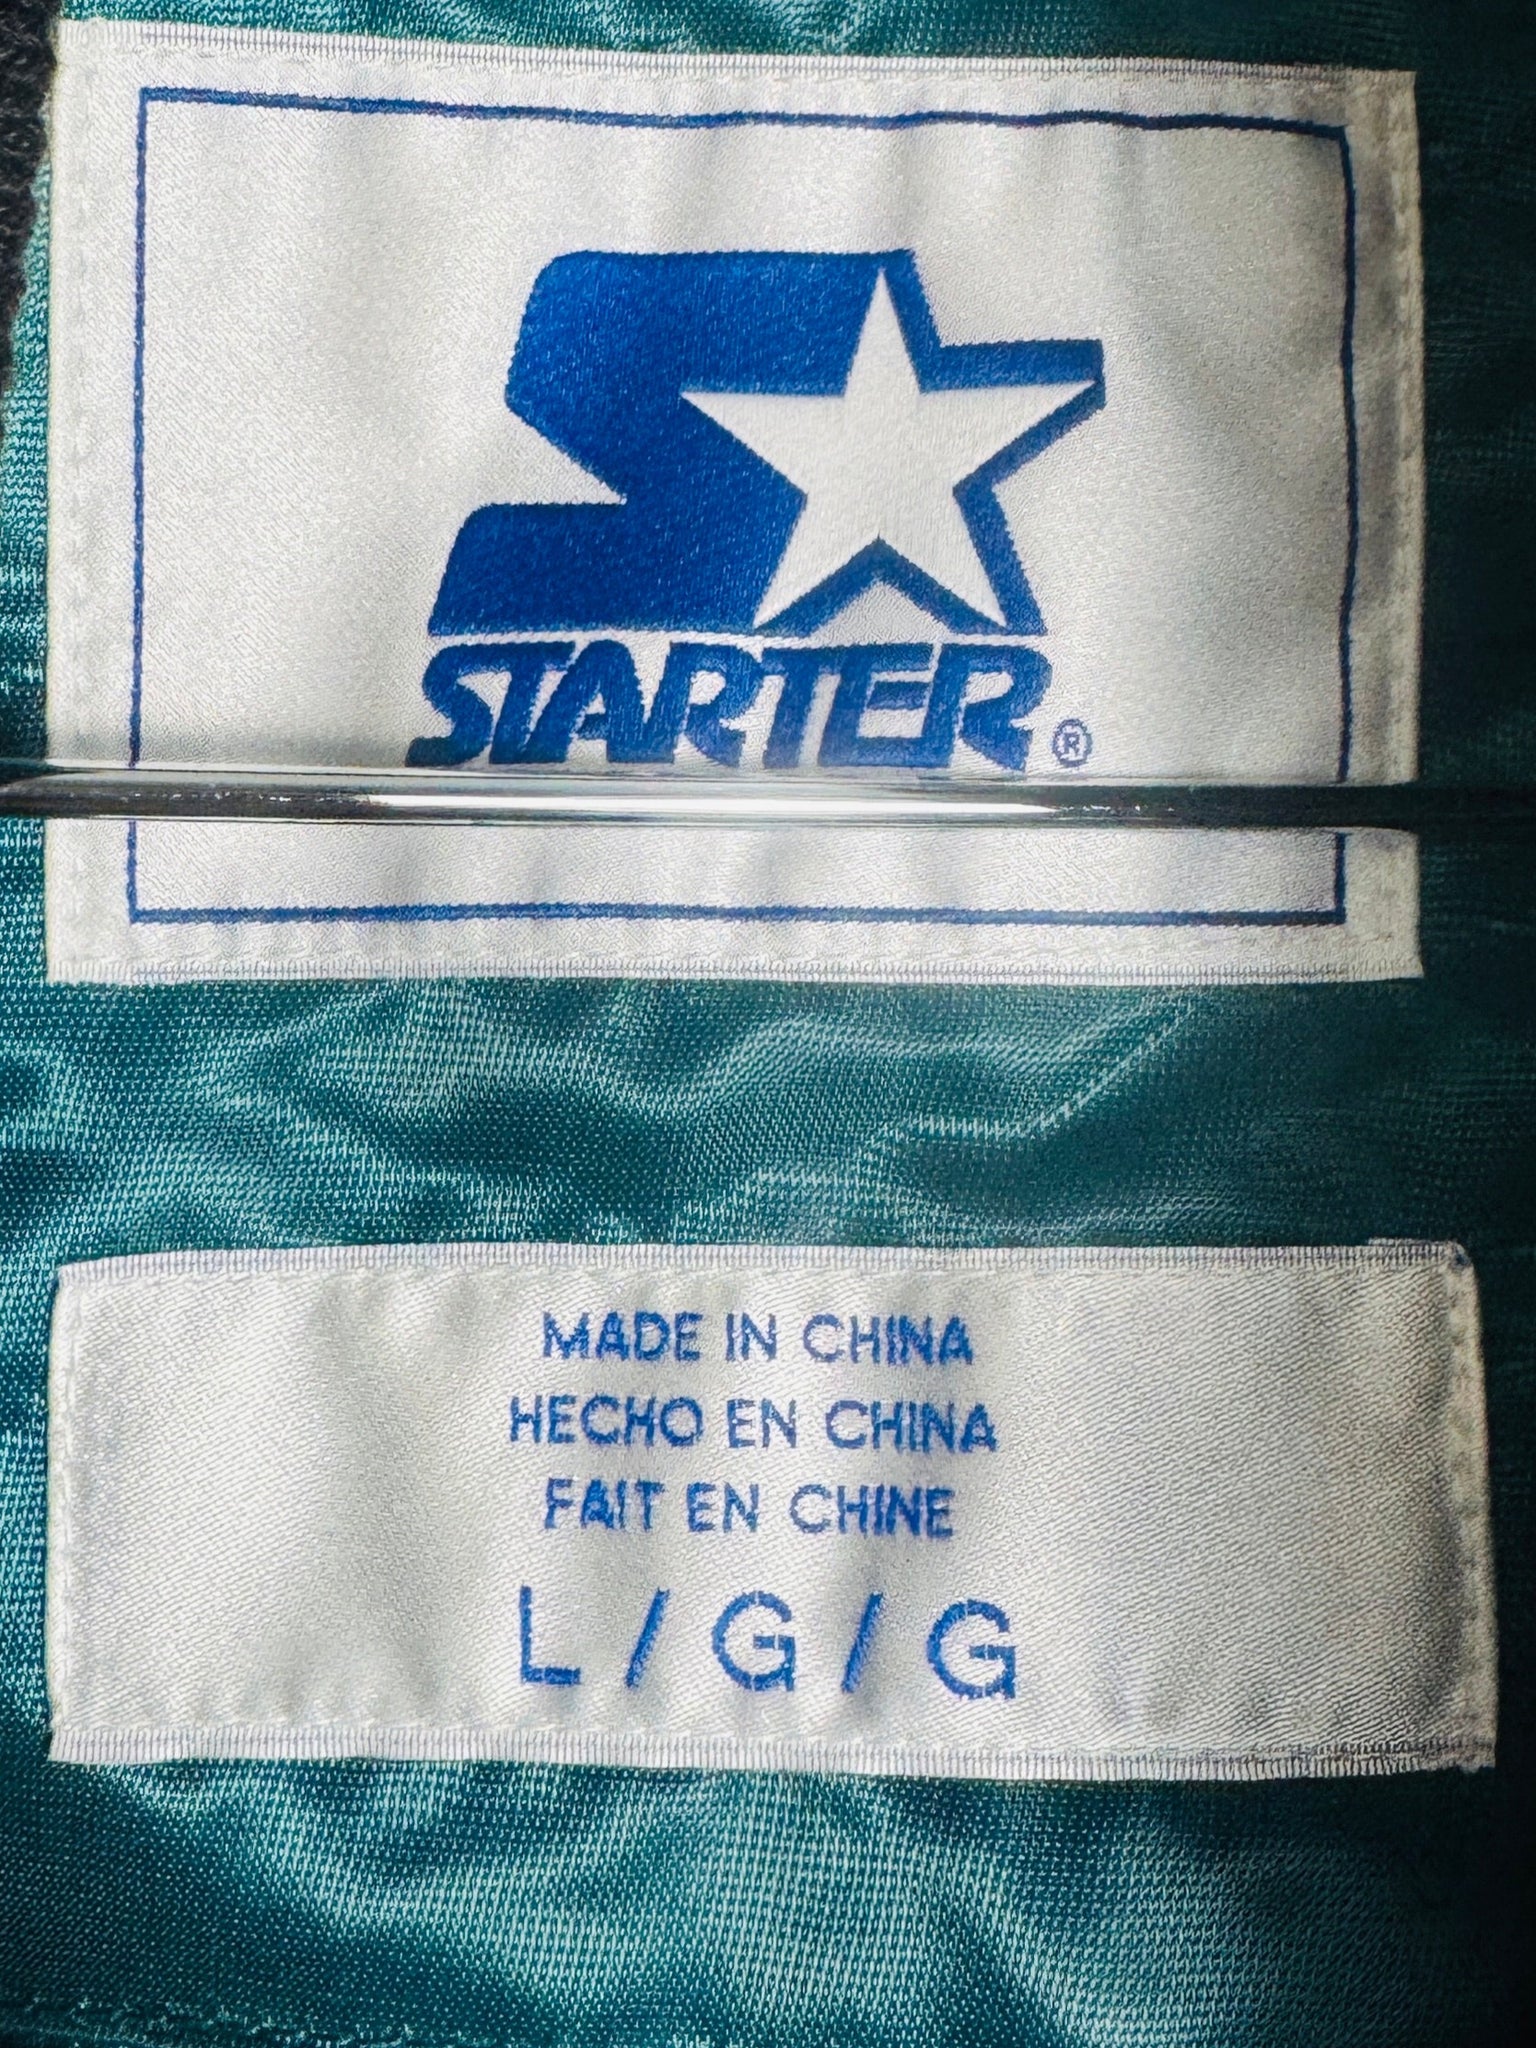 STARTER®
MADE IN CHINA
HECHO EN CHINA
FAIT EN CHINE
L / G / G